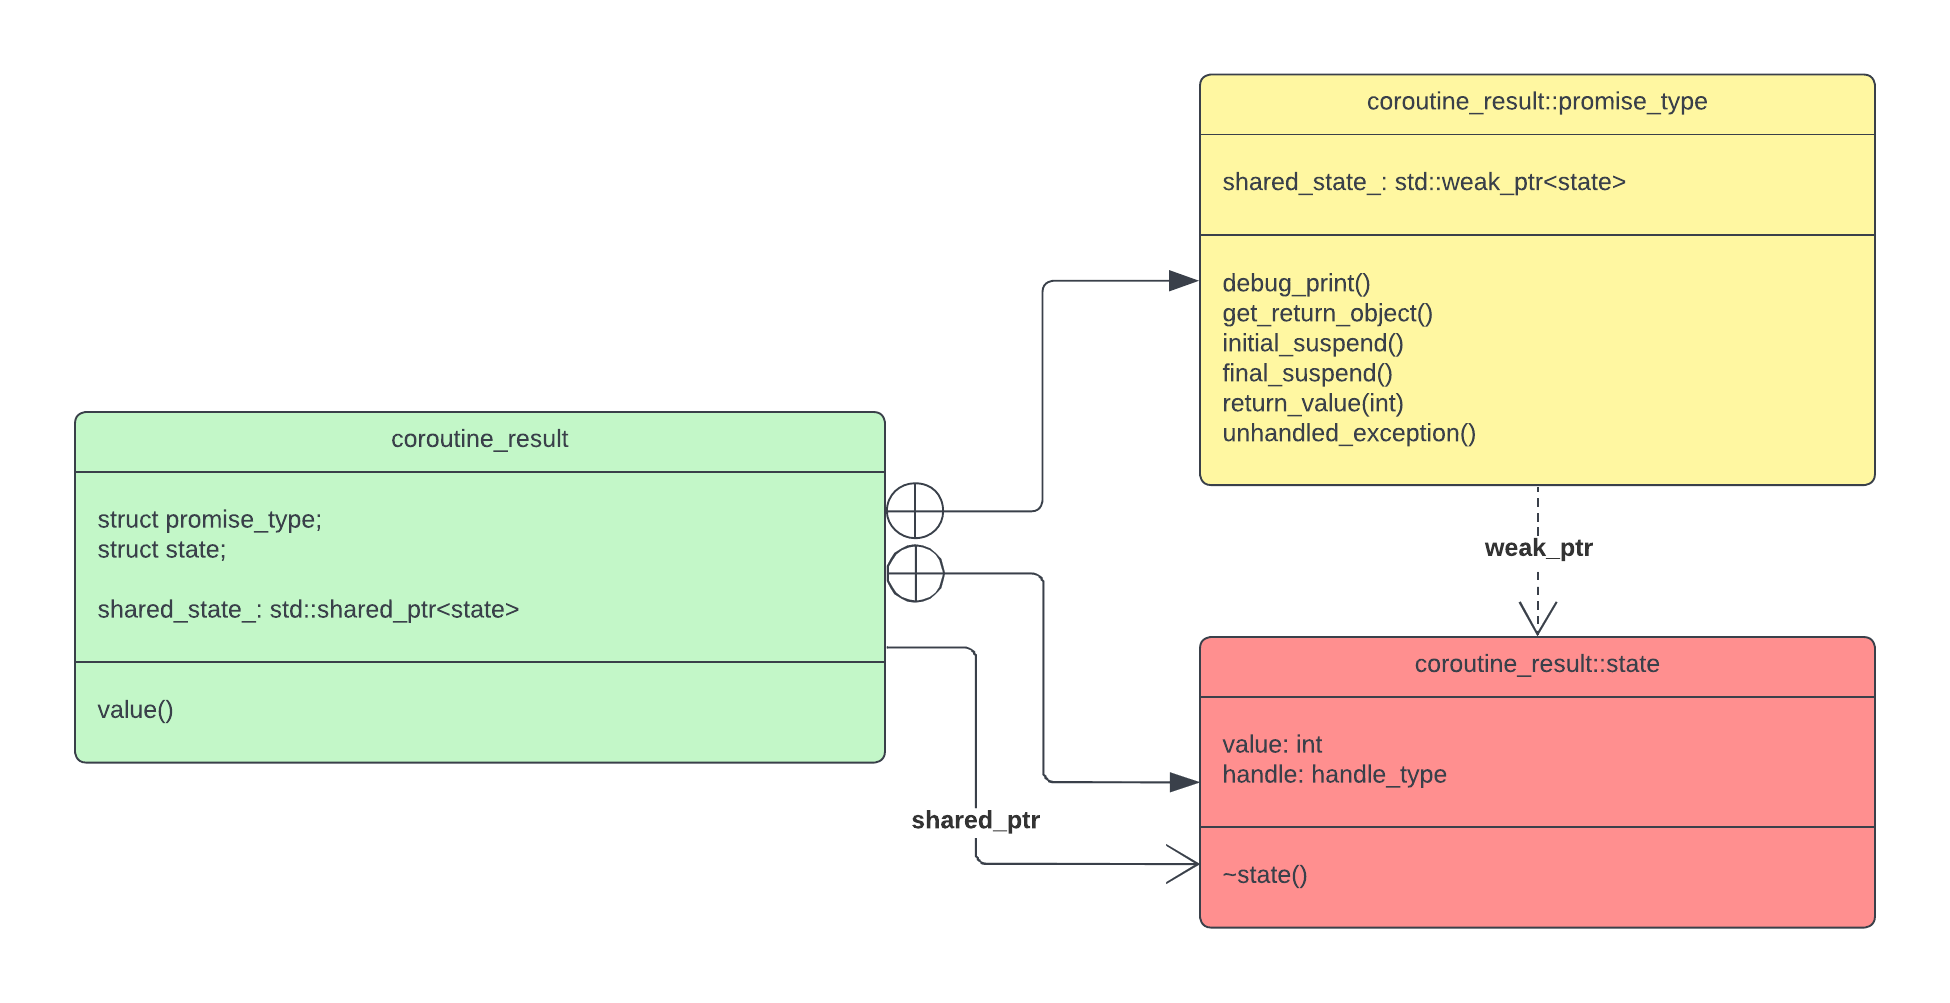 coroutine_result::promise_type
shared_state_: std::weak_ptr<state>
debug_print()
get_return_object()
initial_suspend()
final_suspend()
return_value(int)
unhandled_exception()
coroutine_result
struct promise_type;
struct state;
shared_state_: std::shared_ptr<state>
value()
weak_ptr
shared_ptr
coroutine_result::state
value: int
handle: handle_type
~state()